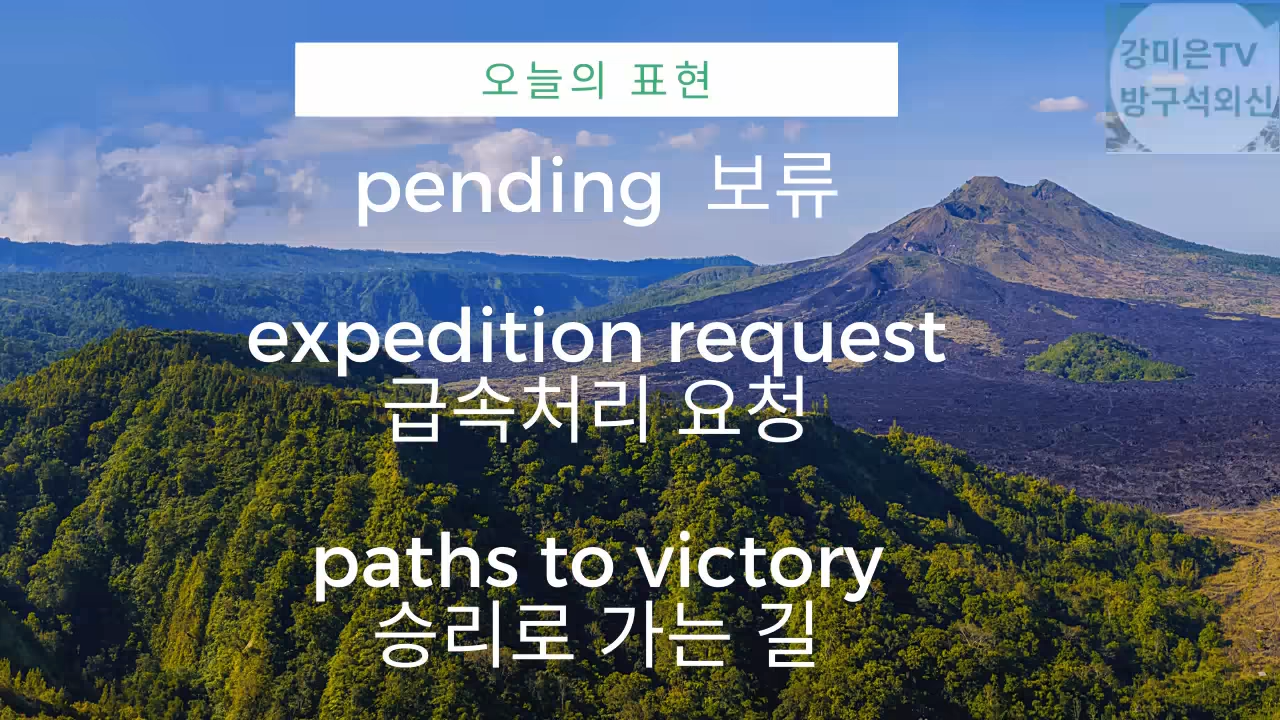 오늘의 표현
강미은TV
방구석외신
pending 보류
expedition request
급속처리 요청
paths to victory
승리로 가는 길